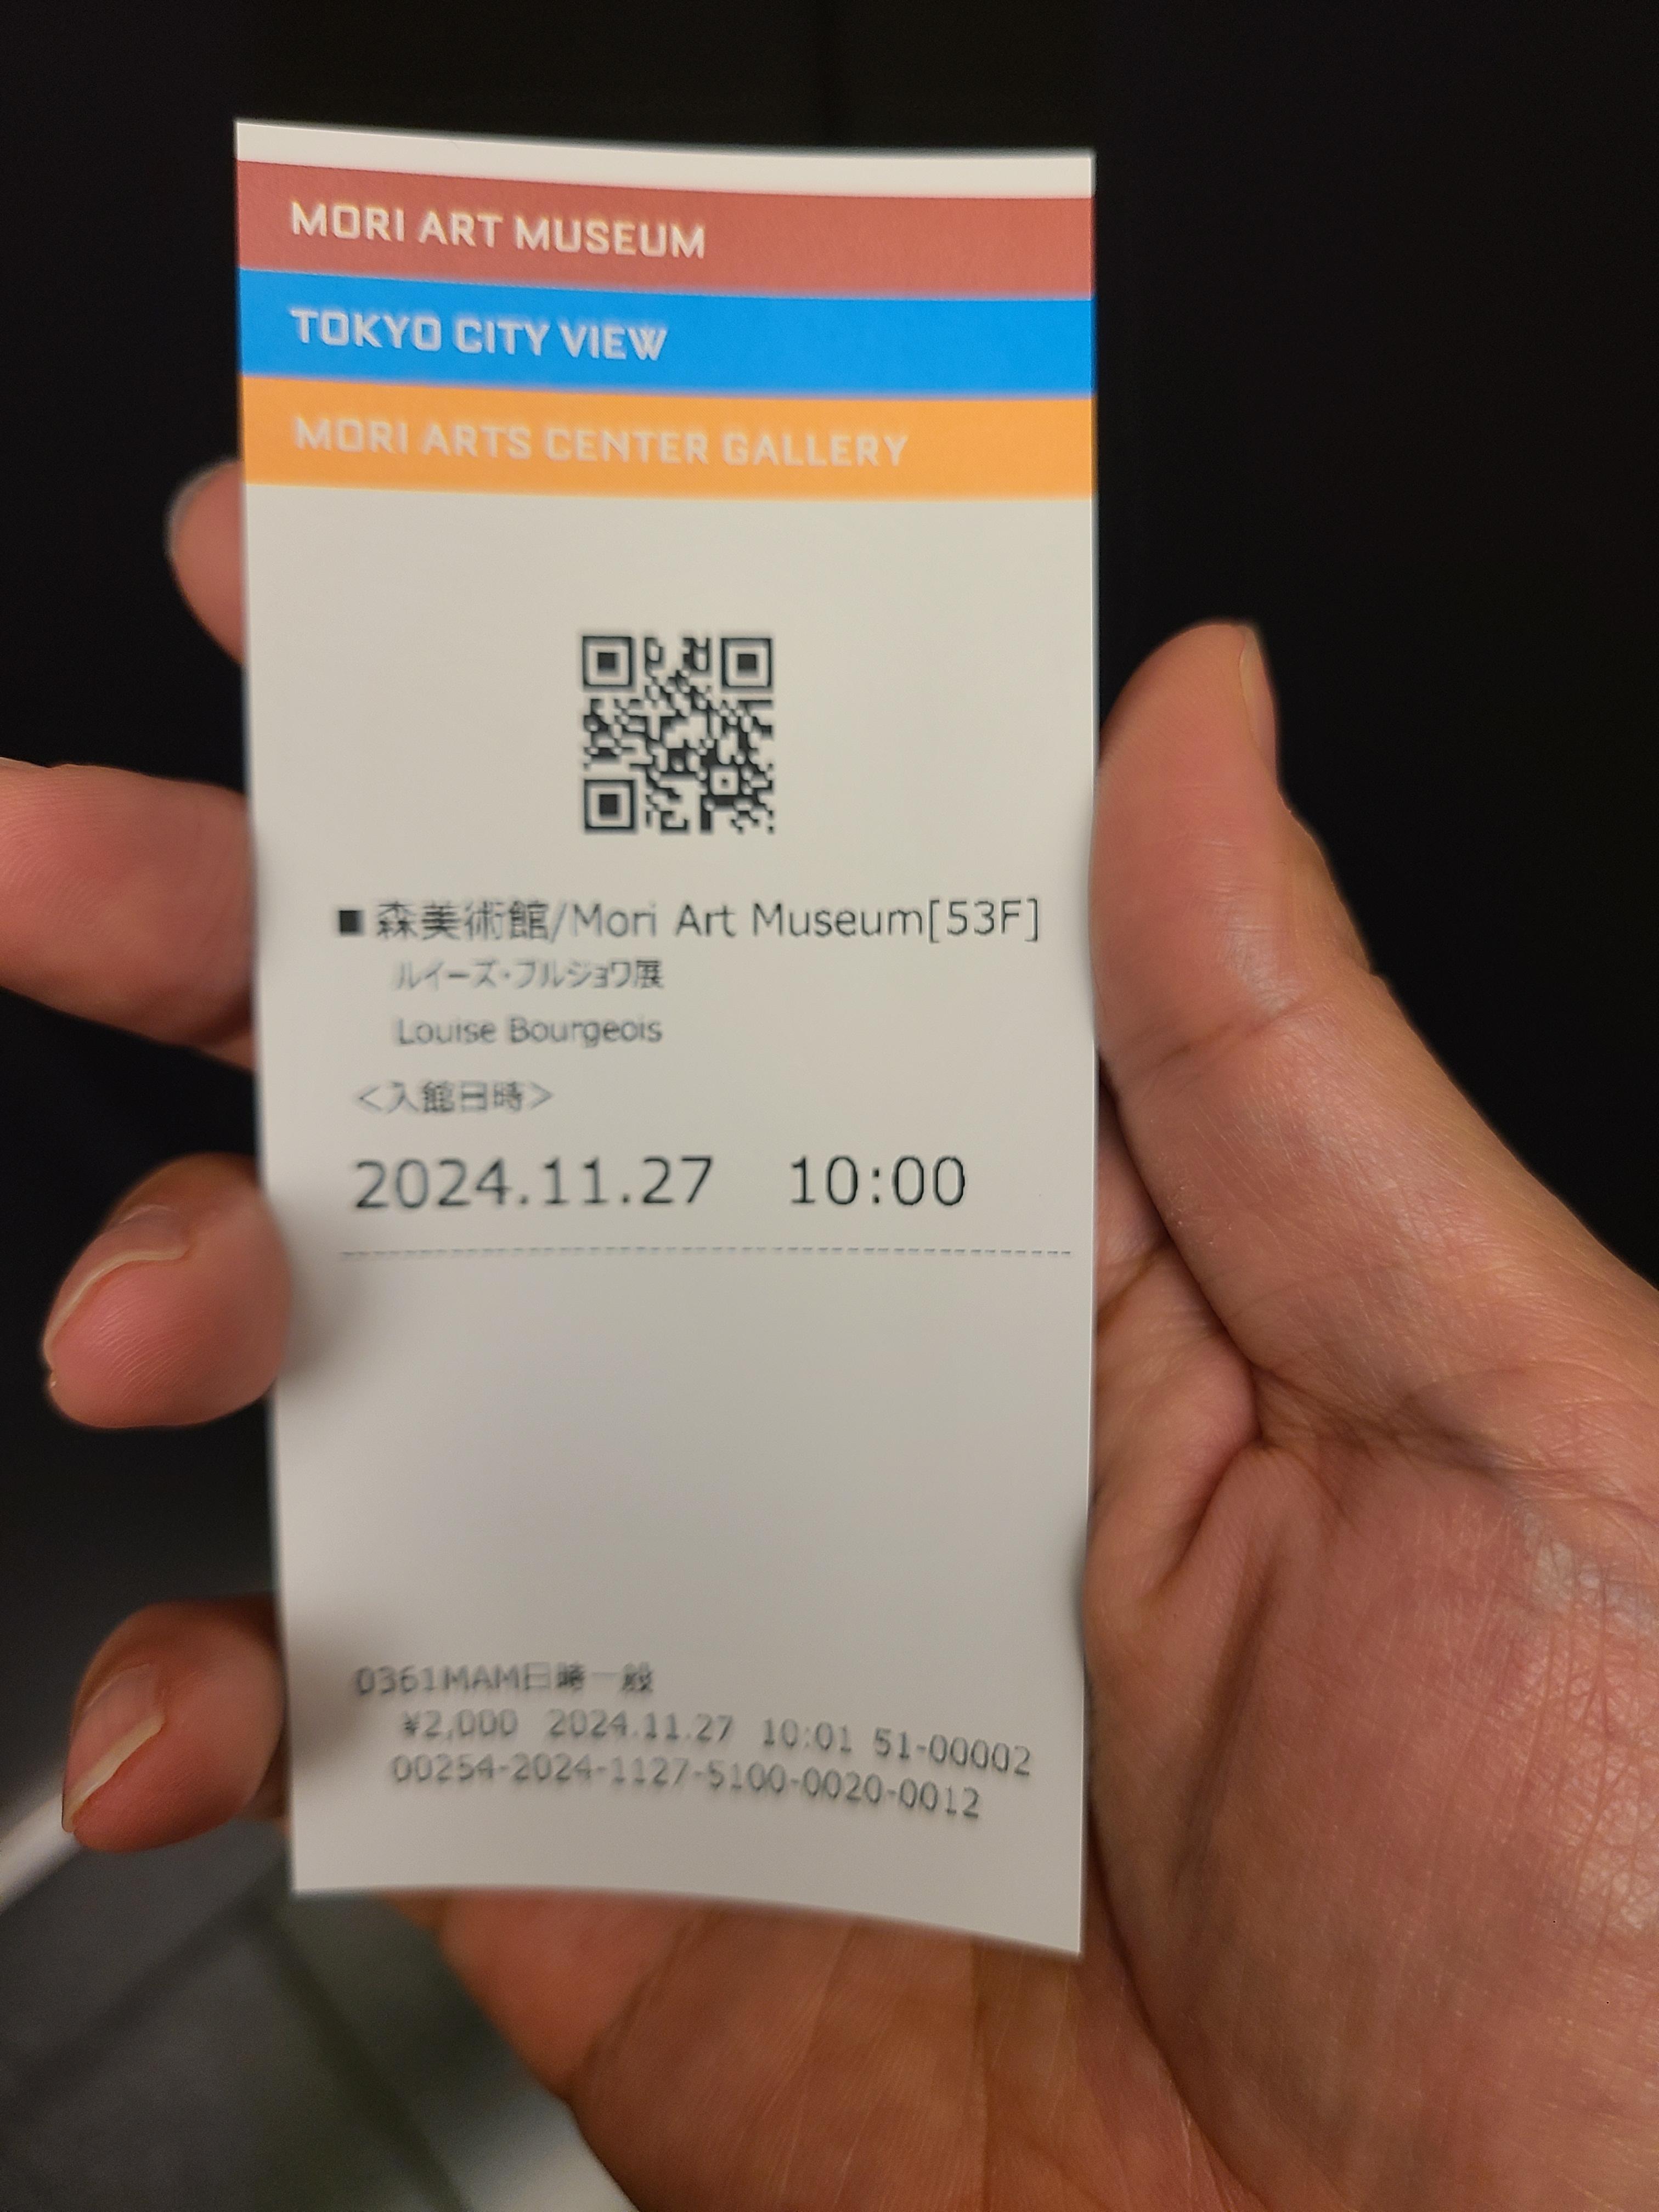 MORI ART MUSEUM
TOKYO CITY VIEW
MORI ARTS CENTER GALLERY
■ 森美術館/Mori Art Museum[53F]
ルイーズ・ブルジョワ展
Louise Bourgeois
<入館日時>
2024.11.27 10:00
0361MAM日時一般
¥2,000 2024.11.27 10:01 51-00002
00254-2024-1127-5100-0020-0012